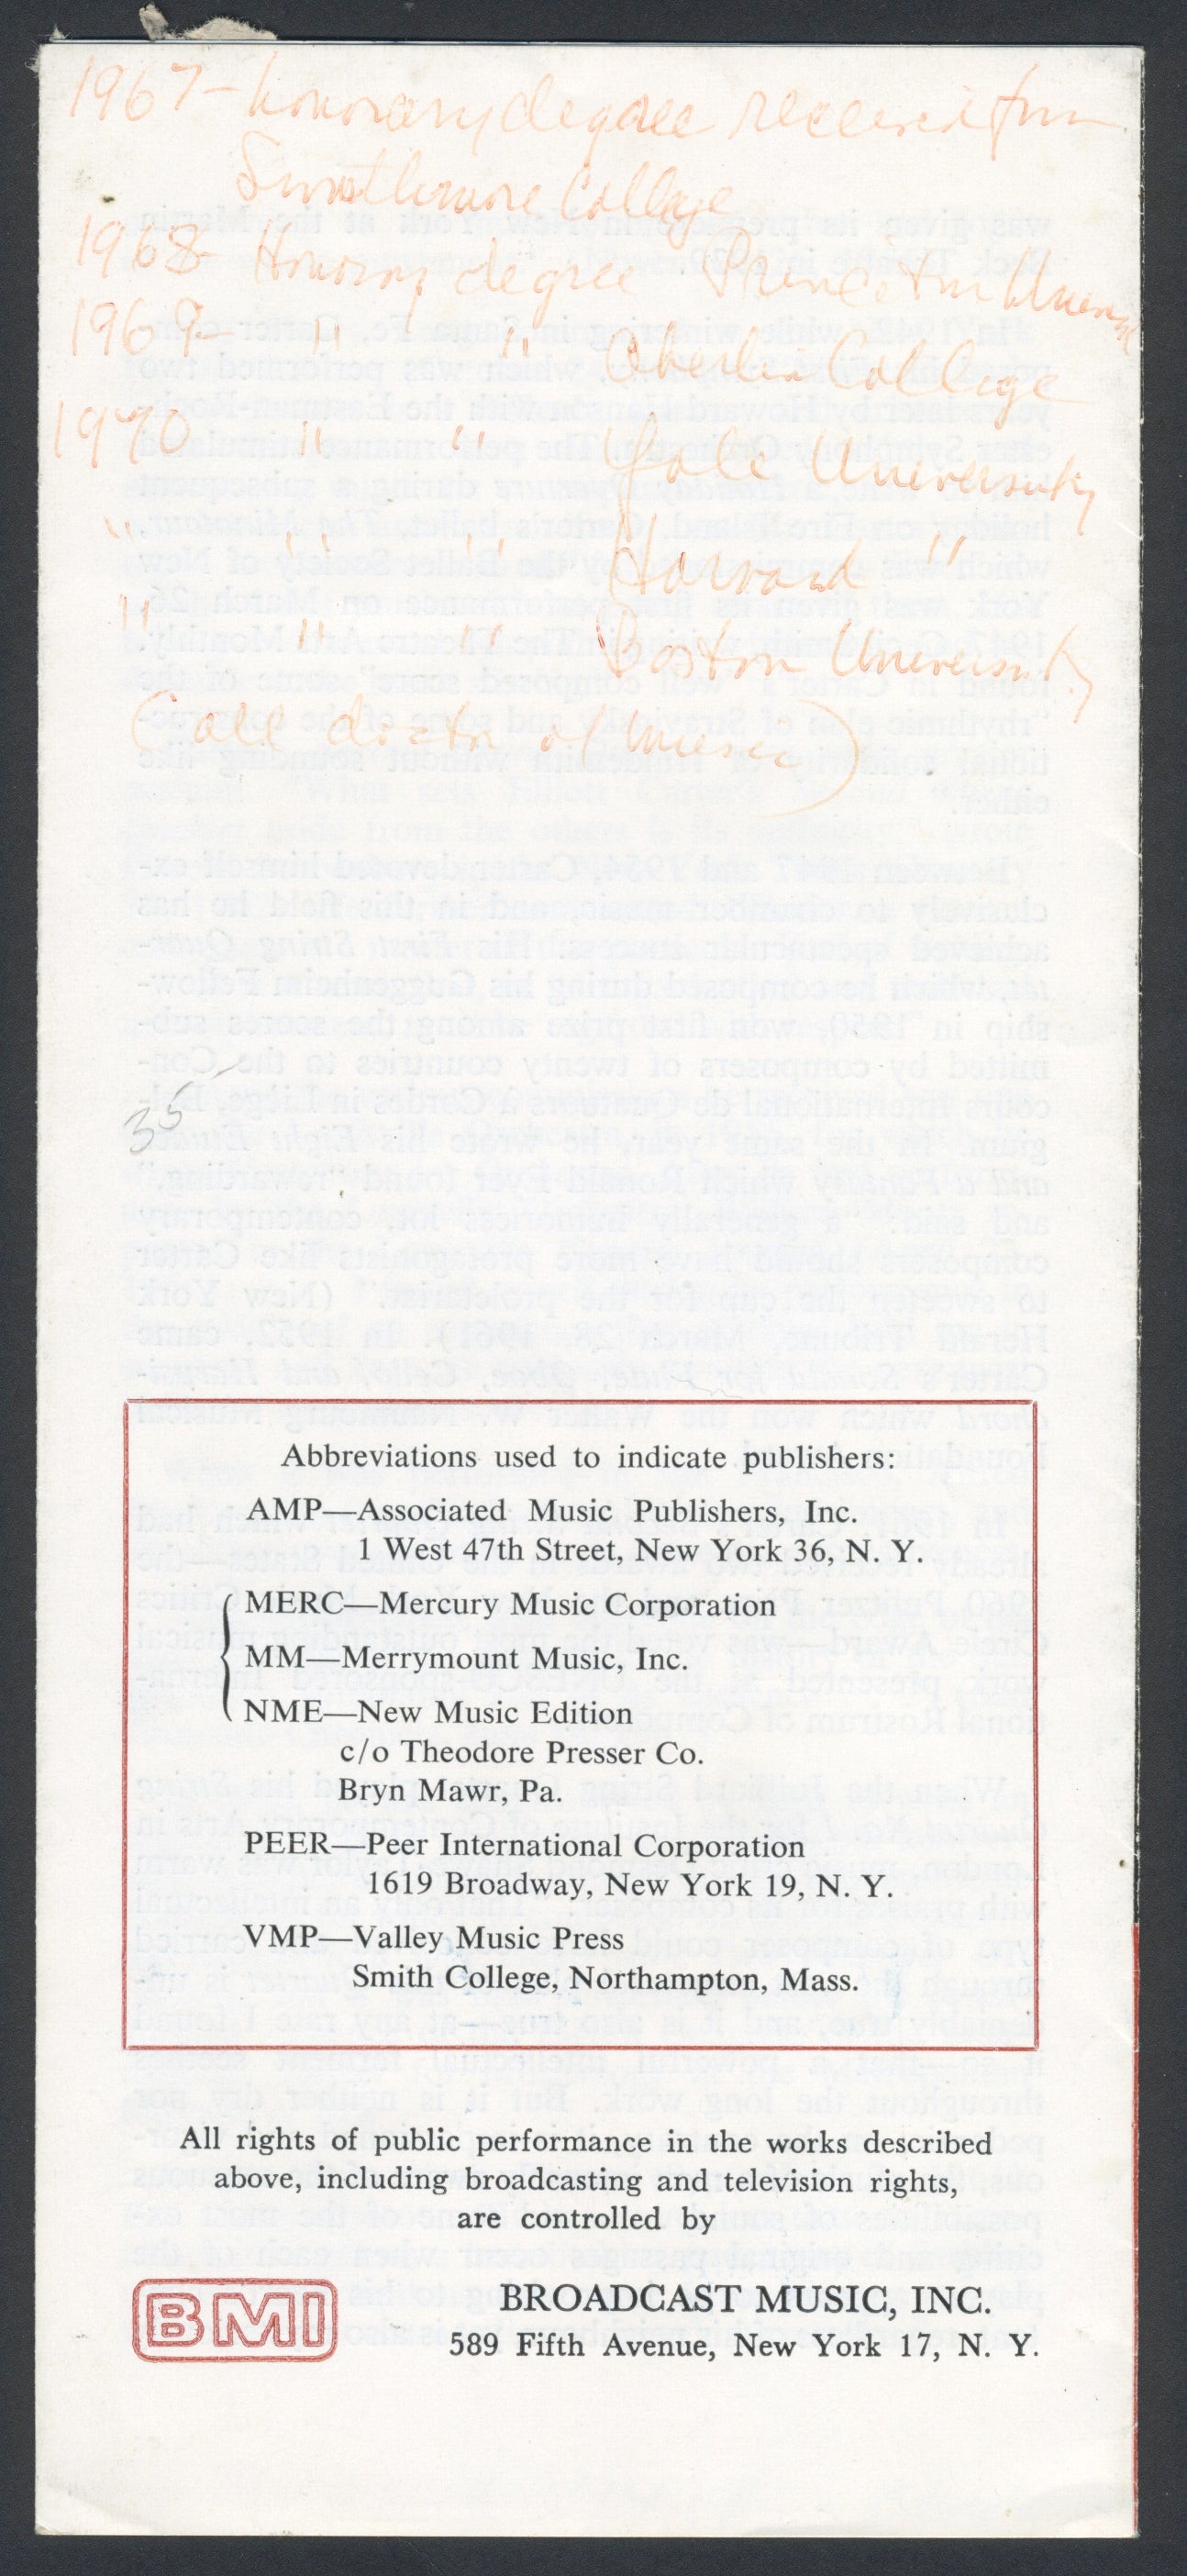 1967 - honorary degree received from
Swarthmore College
1968 - Honorary degree Princeton
1969 - " " Oberlin College
1970 " " Yale University
" " " Harvard "
" " " Boston University
(all doctor of music)
35
Abbreviations used to indicate publishers:
AMP—Associated Music Publishers, Inc.
1 West 47th Street, New York 36, N. Y.
MERC—Mercury Music Corporation
MM—Merrymount Music, Inc.
NME—New Music Edition
c/o Theodore Presser Co.
Bryn Mawr, Pa.
PEER—Peer International Corporation
1619 Broadway, New York 19, N. Y.
VMP—Valley Music Press
Smith College, Northampton, Mass.
All rights of public performance in the works described
above, including broadcasting and television rights,
are controlled by
BMI BROADCAST MUSIC, INC.
589 Fifth Avenue, New York 17, N. Y.